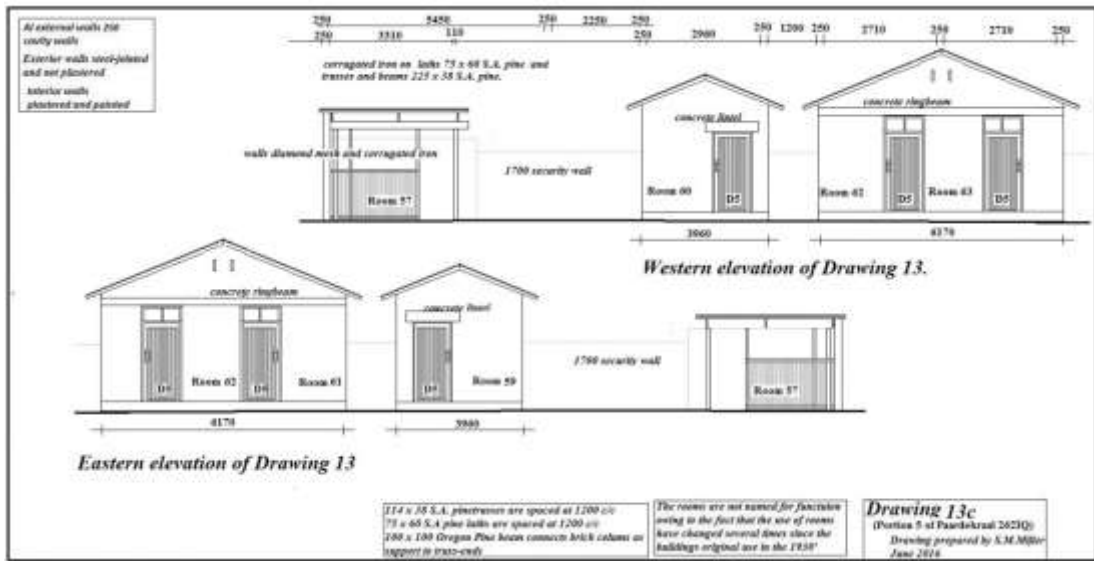 Al external walls 250
cavity walls
Exterior walls steel-jointed
and not plastered
Interior walls
plastered and painted
250 5450 250 2250 250
250 3510 110 250 2960 250 1200 250 2710 250 2710 250
corrugated iron on laths 75 x 60 S.A. pine and
trusses and beams 225 x 38 S.A. pine.
concrete ringbeam
concrete lintel
walls diamond mesh and corrugated iron
1700 security wall
Room 57
Room 60
D5
Room 62
D5
Room 63
D5
3960
6170
Western elevation of Drawing 13.
concrete ringbeam
concrete lintel
1700 security wall
Room 62
Room 61
D5
Room 59
Room 57
6170
3960
Eastern elevation of Drawing 13
114 x 38 S.A. pinetrusses are spaced at 1200 c/c
75 x 60 S.A pine laths are spaced at 1200 c/c
100 x 100 Oregon Pine beam connects brick column as
support to truss-ends
The rooms are not named for function
owing to the fact that the use of rooms
have changed several times since the
buildings original use in the 1930'
Drawing 13c
(Portion 5 of Paardekraal 262IQ)
Drawing prepared by S.M.Miller
June 2016